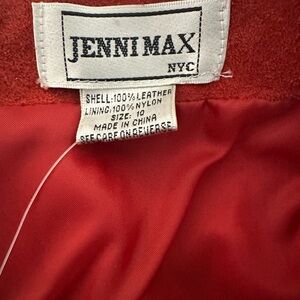 JENNI MAX
NYC
SHELL:100% LEATHER
LINING:100% NYLON
SIZE: 10
MADE IN CHINA
SEE CARE ON REVERSE